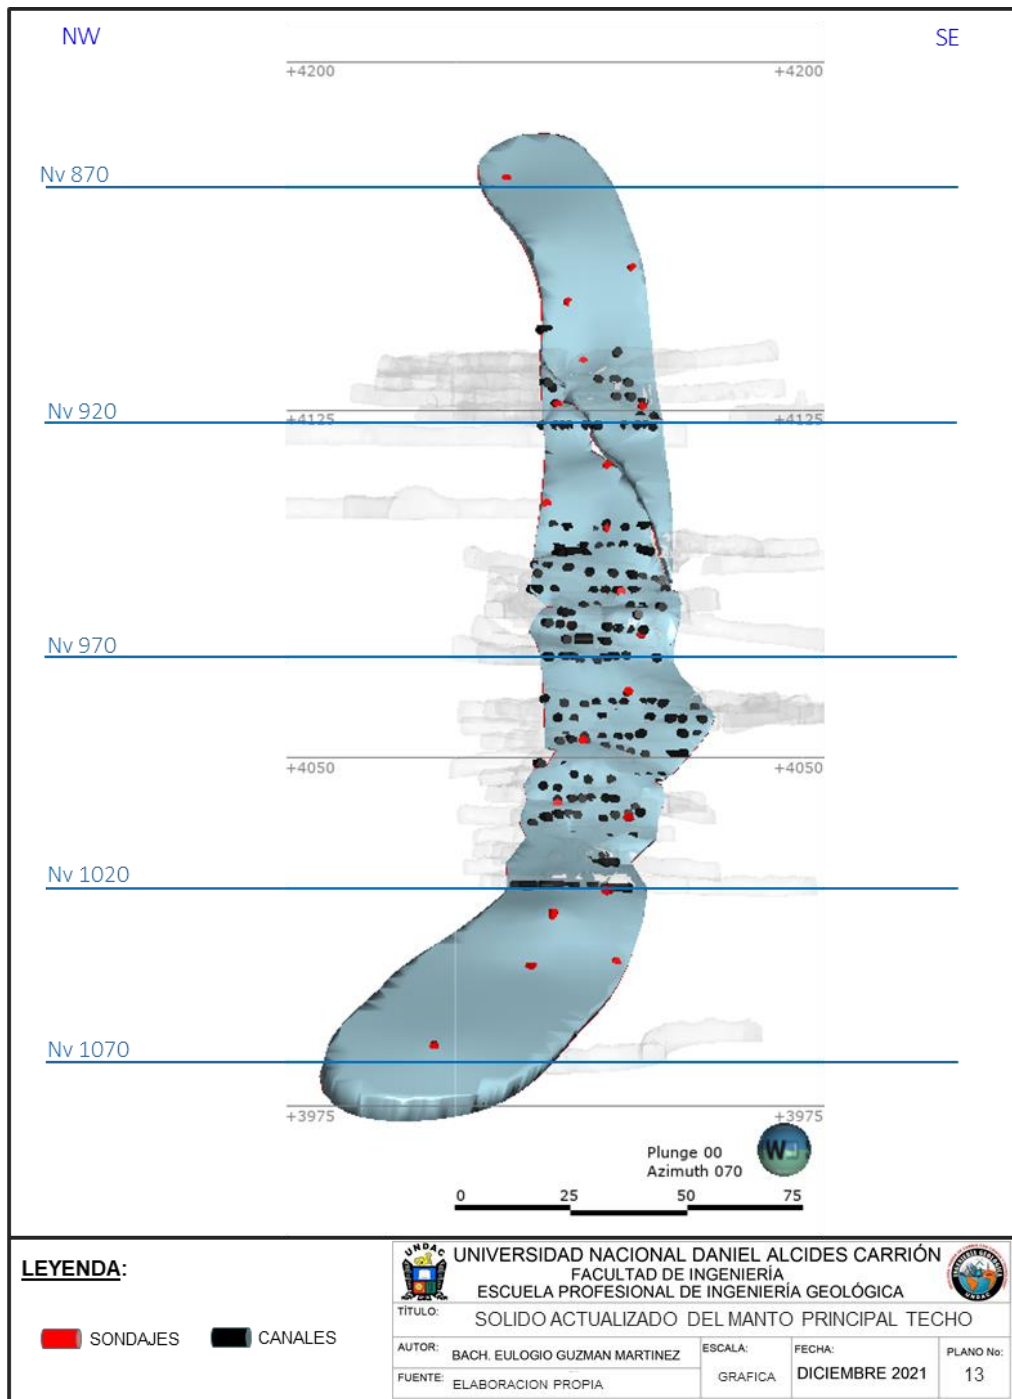 NW SE
+4200 +4200
Nv 870
Nv 920
+4125 +4125
Nv 970
+4050 +4050
Nv 1020
Nv 1070
+3975 +3975
Plunge 00
Azimuth 070
W
0 25 50 75
LEYENDA:
SONDAJES CANALES
UNDAC
UNIVERSIDAD NACIONAL DANIEL ALCIDES CARRIÓN
FACULTAD DE INGENIERÍA
ESCUELA PROFESIONAL DE INGENIERÍA GEOLÓGICA
TÍTULO: SOLIDO ACTUALIZADO DEL MANTO PRINCIPAL TECHO
AUTOR: BACH. EULOGIO GUZMAN MARTINEZ
FUENTE: ELABORACION PROPIA
ESCALA:
GRAFICA
FECHA:
DICIEMBRE 2021
PLANO No:
13